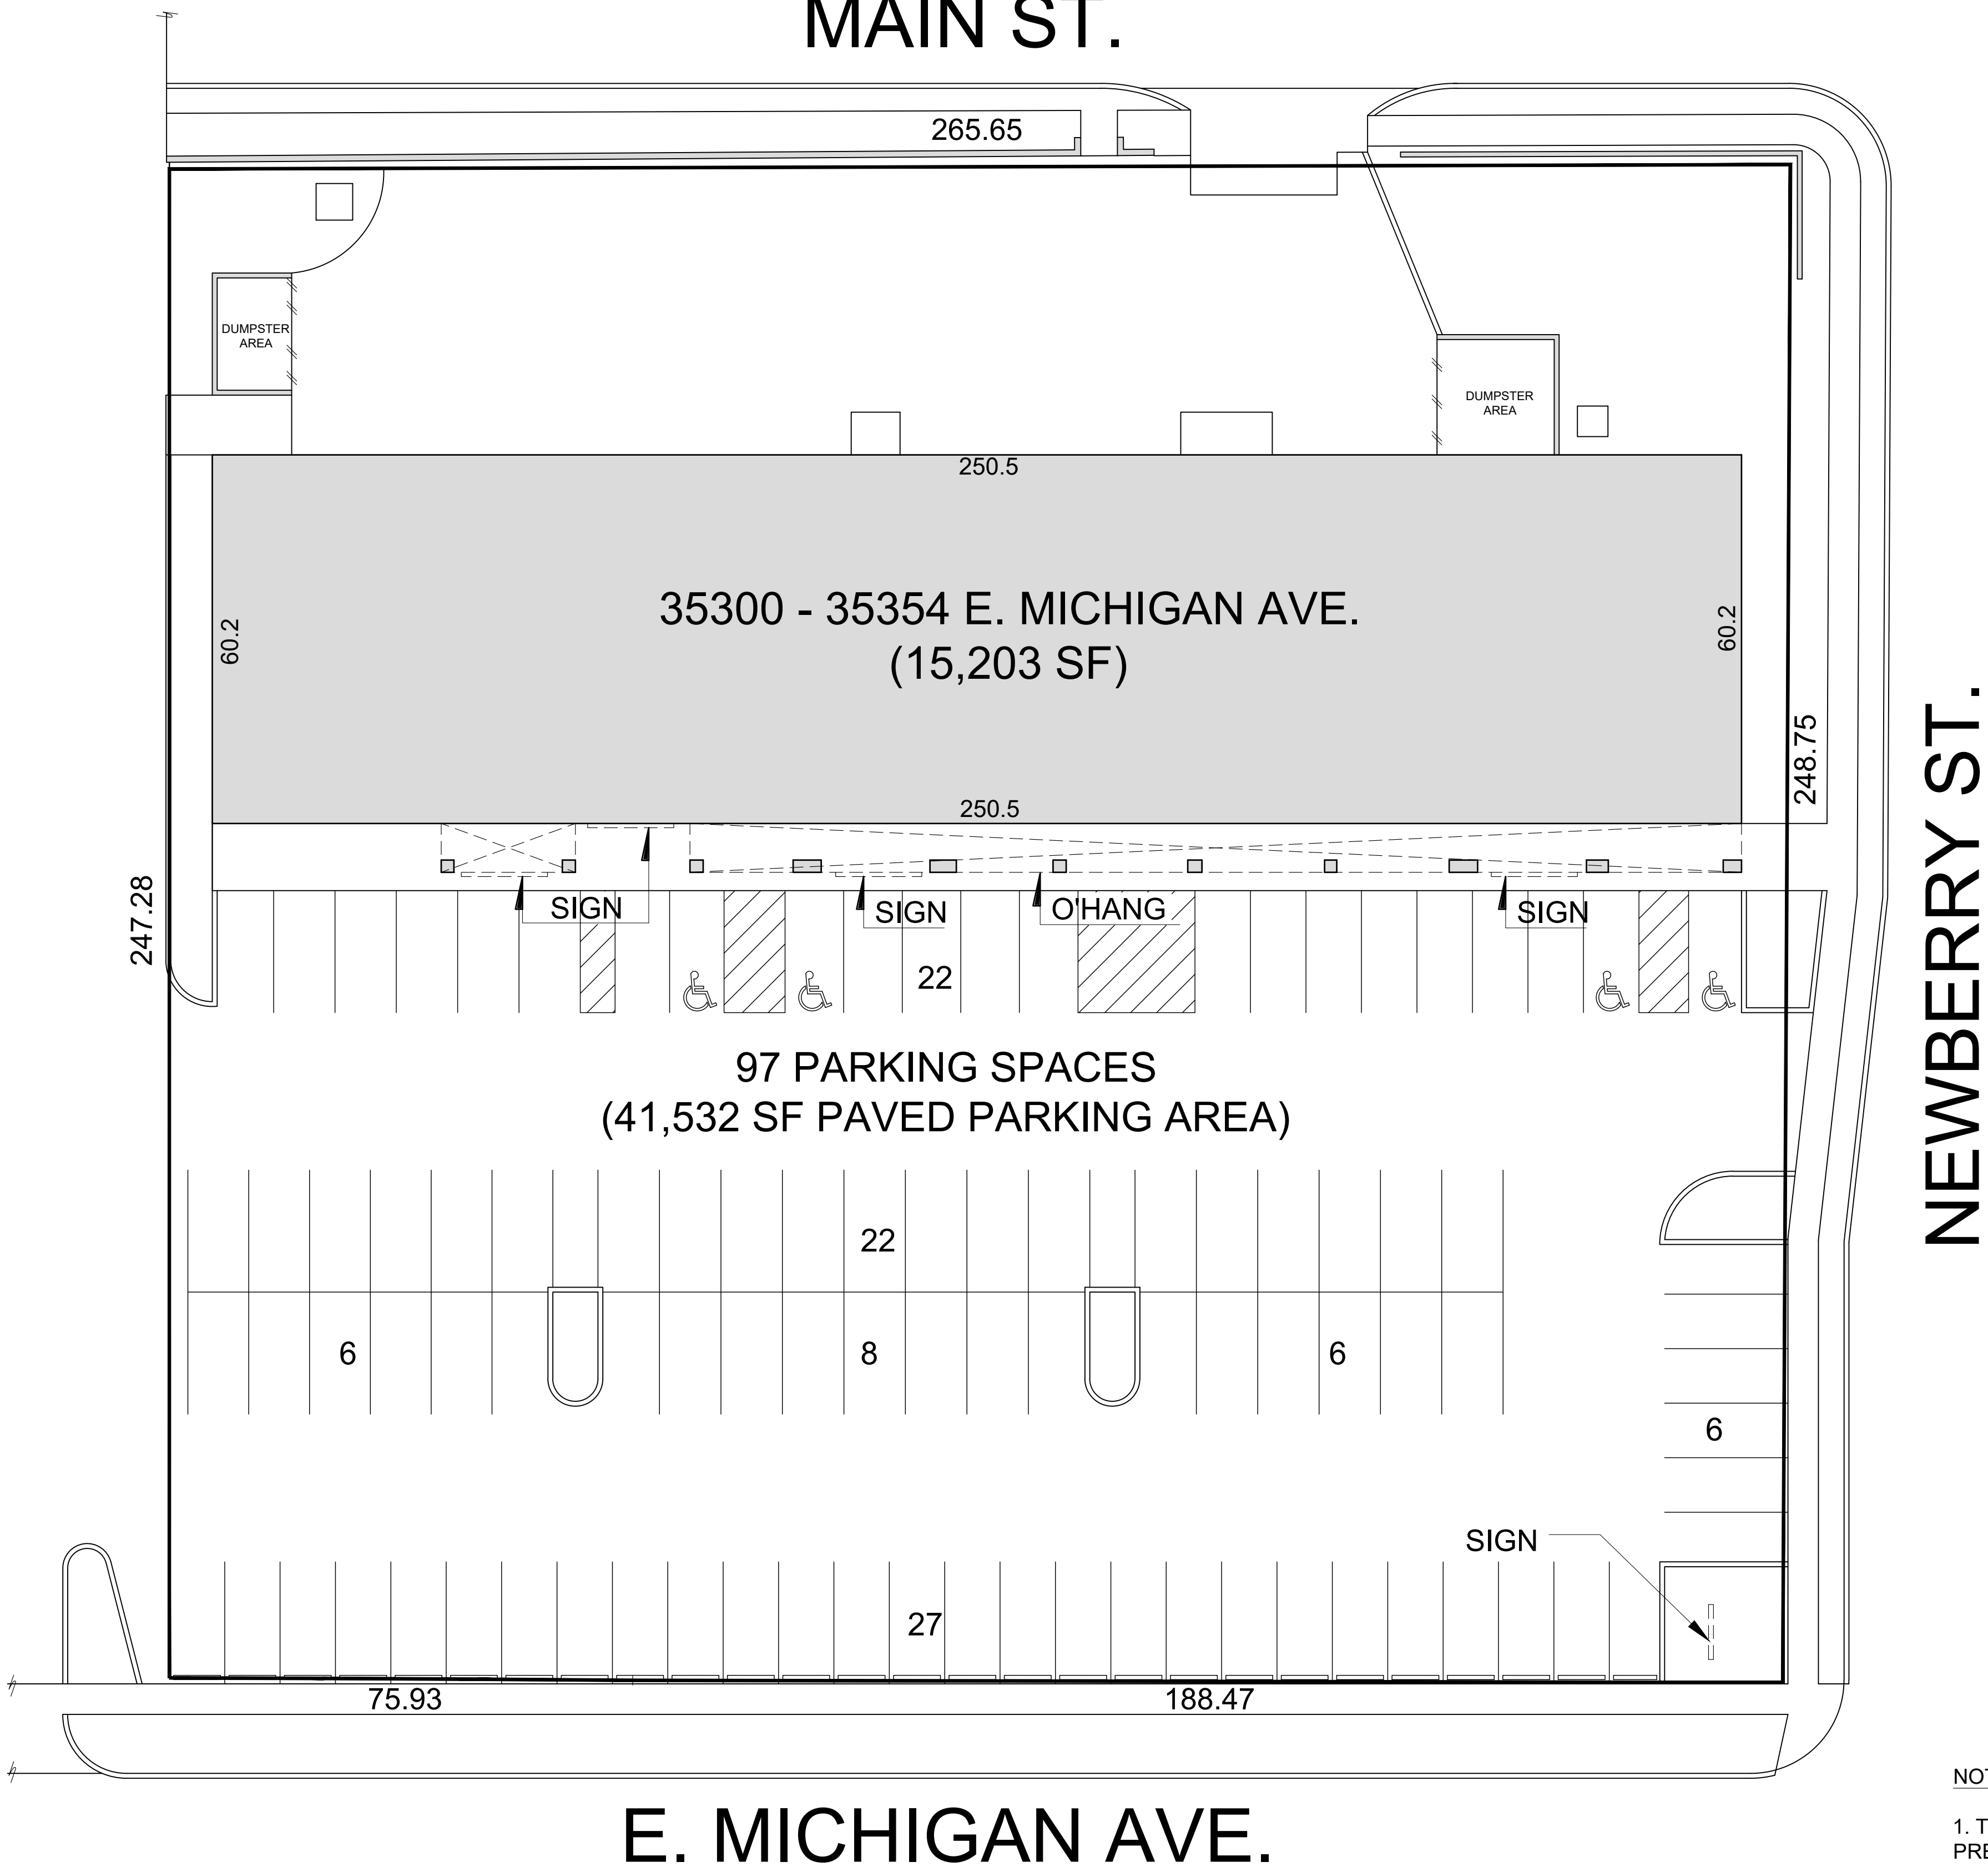 MAIN ST.
265.65
DUMPSTER
AREA
DUMPSTER
AREA
250.5
35300 - 35354 E. MICHIGAN AVE.
(15,203 SF)
60.2
60.2
248.75
NEWBERRY ST.
250.5
247.28
SIGN
SIGN
O'HANG
SIGN
22
97 PARKING SPACES
(41,532 SF PAVED PARKING AREA)
22
6
8
6
6
SIGN
27
75.93
188.47
E. MICHIGAN AVE.
1.